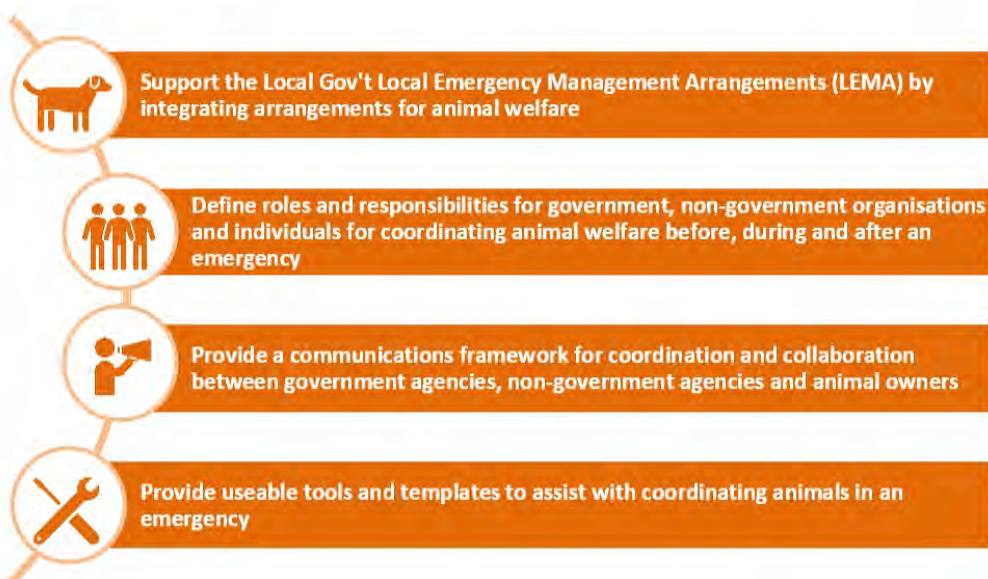 Support the Local Gov't Local Emergency Management Arrangements (LEMA) by
integrating arrangements for animal welfare
Define roles and responsibilities for government, non-government organisations
and individuals for coordinating animal welfare before, during and after an
emergency
Provide a communications framework for coordination and collaboration
between government agencies, non-government agencies and animal owners
Provide useable tools and templates to assist with coordinating animals in an
emergency